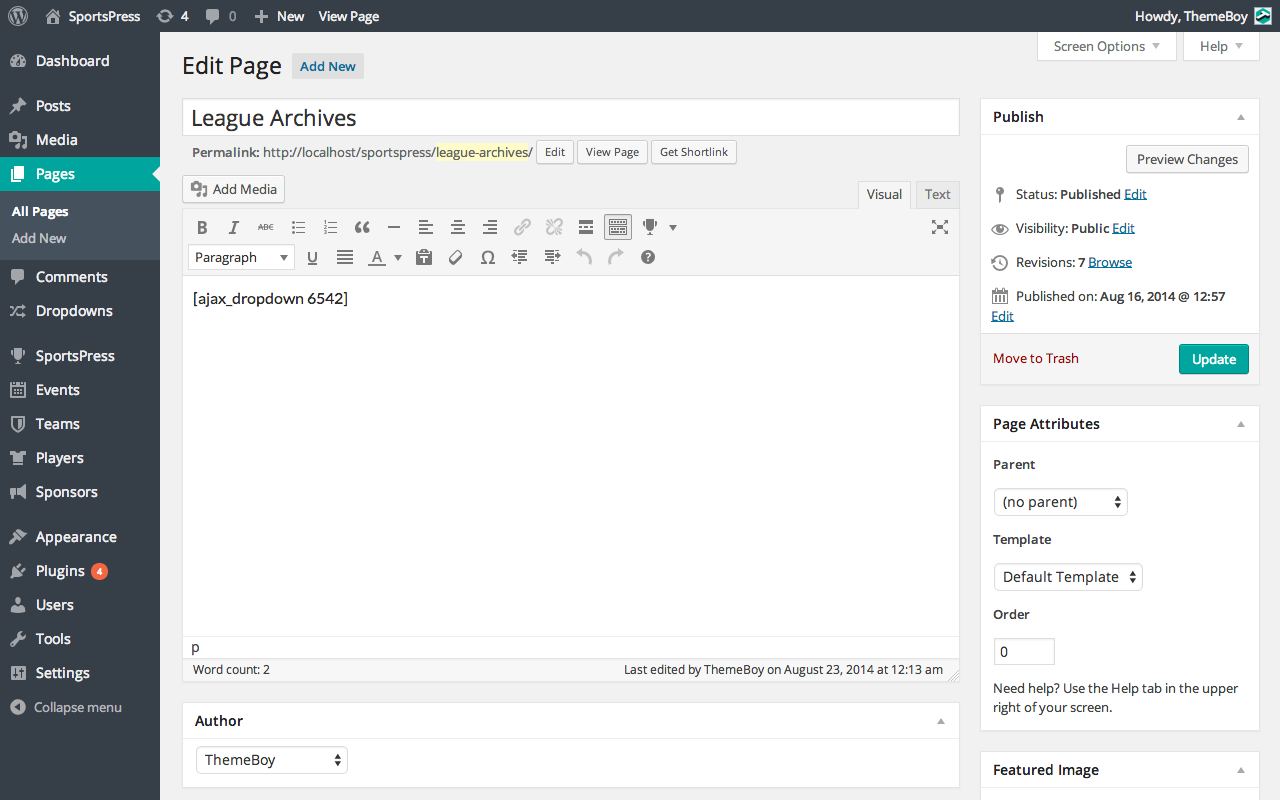 SportsPress 4 0 New View Page Howdy, ThemeBoy
Screen Options Help
Dashboard
Posts
Media
Pages
All Pages
Add New
Comments
Dropdowns
SportsPress
Events
Teams
Players
Sponsors
Appearance
Plugins 4
Users
Tools
Settings
Collapse menu
Edit Page Add New
League Archives
Permalink: http://localhost/sportspress/league-archives/ Edit View Page Get Shortlink
Add Media
Visual Text
B I ABC
Paragraph U A
[ajax_dropdown 6542]
p
Word count: 2 Last edited by ThemeBoy on August 23, 2014 at 12:13 am
Author
ThemeBoy
Publish
Preview Changes
Status: Published Edit
Visibility: Public Edit
Revisions: 7 Browse
Published on: Aug 16, 2014 @ 12:57
Edit
Move to Trash Update
Page Attributes
Parent
(no parent)
Template
Default Template
Order
0
Need help? Use the Help tab in the upper
right of your screen.
Featured Image